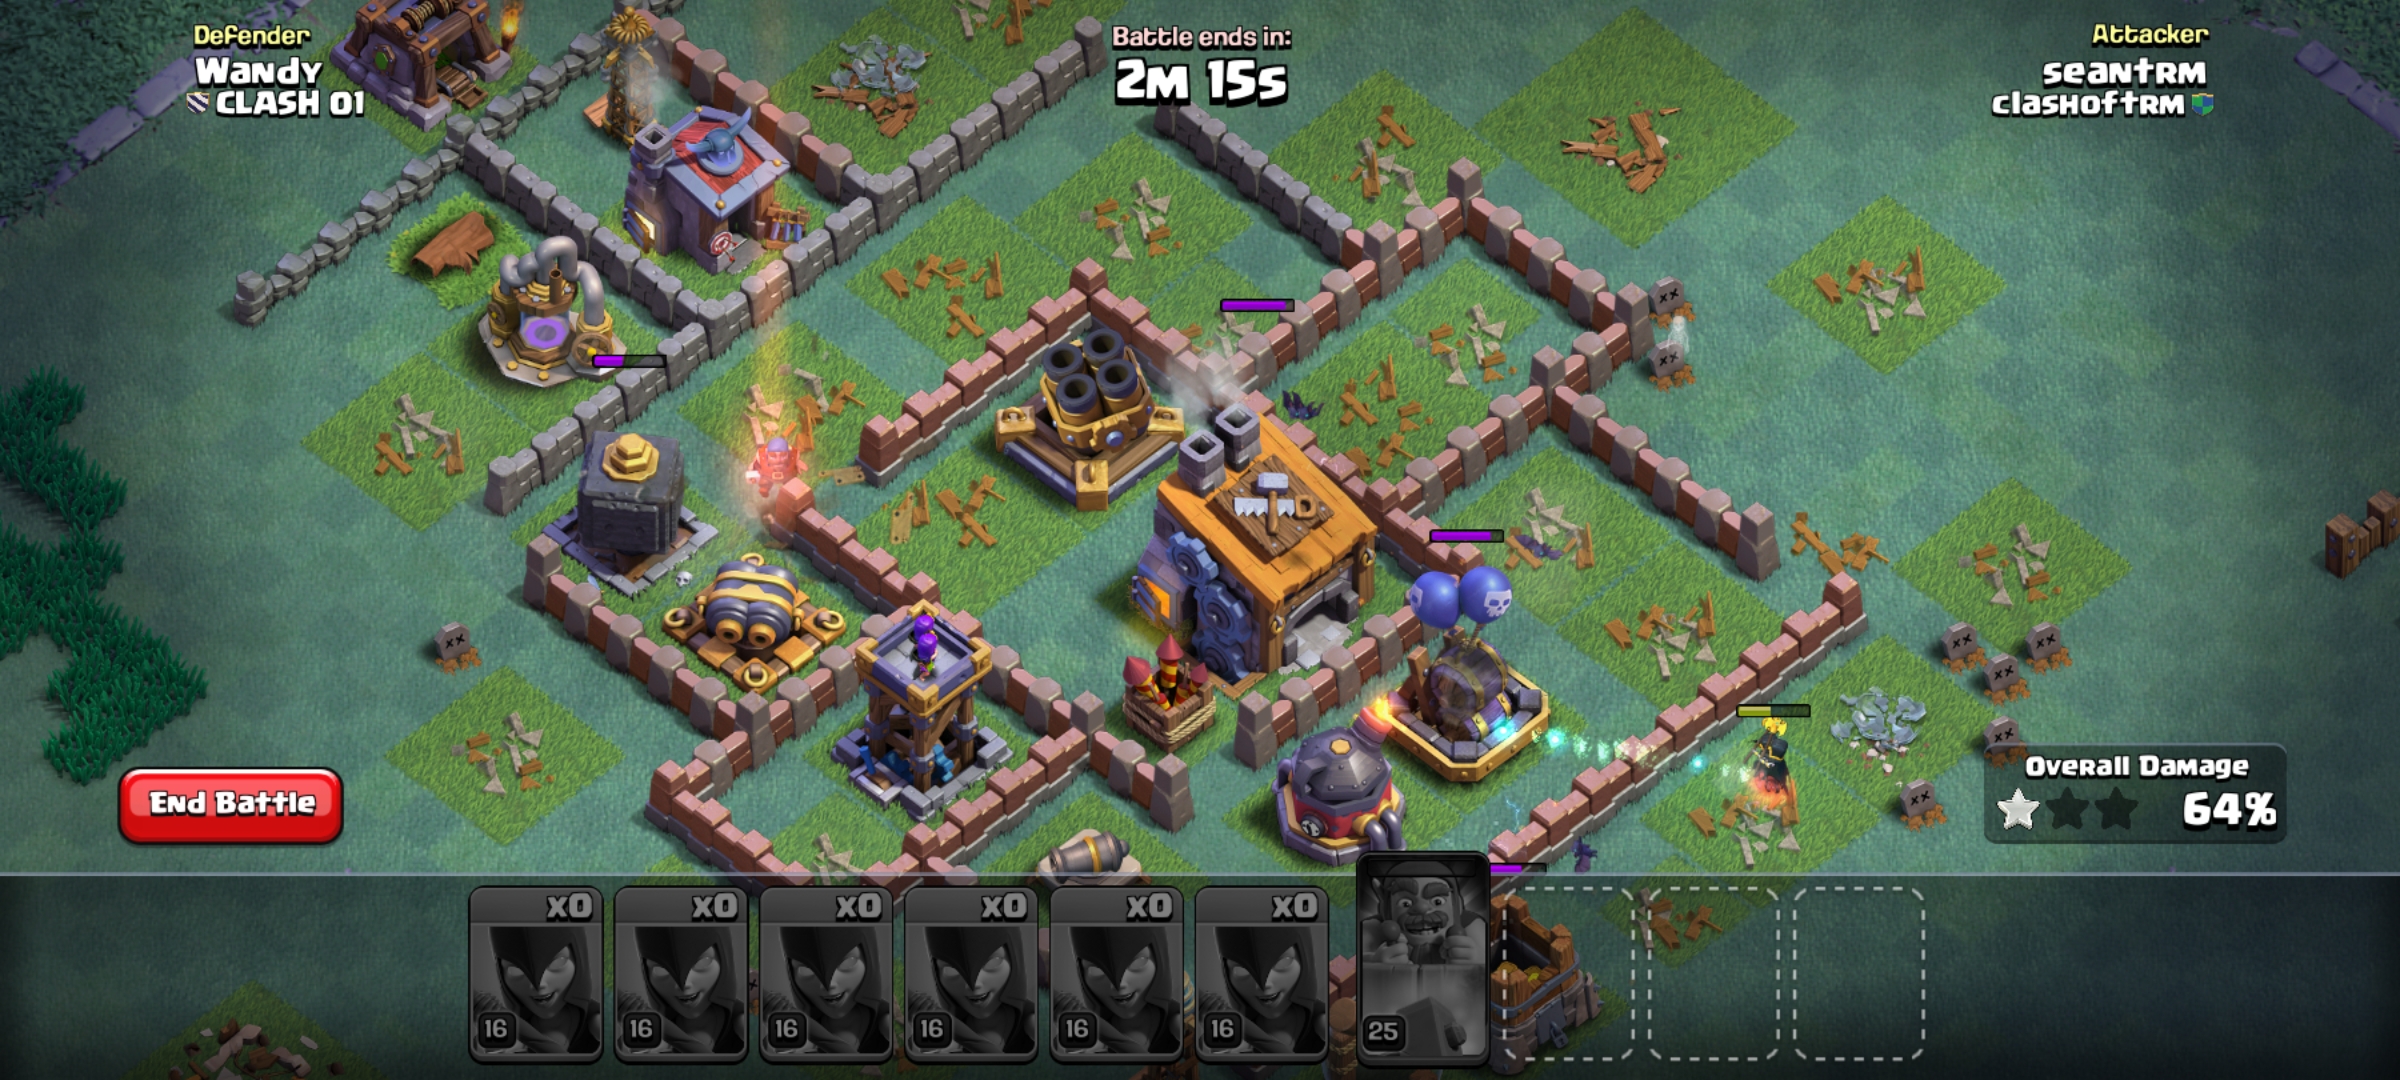 Defender
Wandy
CLASH 01
Battle ends in:
2M 15s
Attacker
seantRM
clashoftRM
End Battle
Overall Damage
64%
x0
x0
x0
x0
x0
x0
16
16
16
16
16
16
25